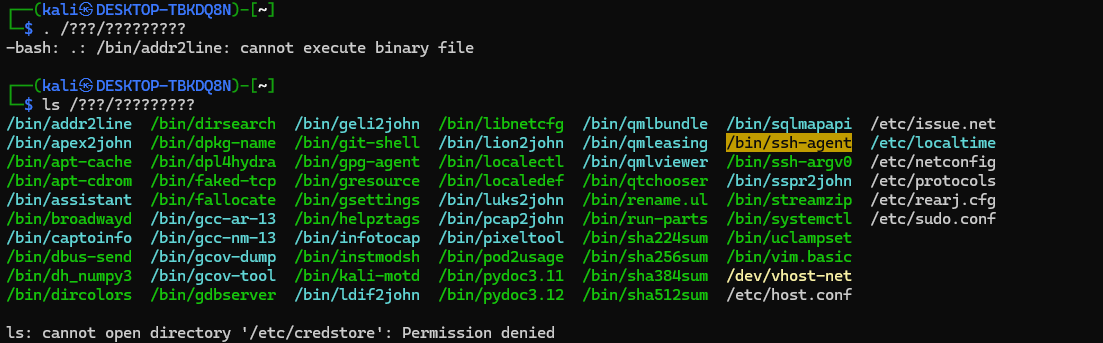 ┌──(kali㉿DESKTOP-TBKDQ8N)-[~]
└─$ . /???/?????????
-bash: .: /bin/addr2line: cannot execute binary file
┌──(kali㉿DESKTOP-TBKDQ8N)-[~]
└─$ ls /???/?????????
/bin/addr2line /bin/dirsearch /bin/geli2john /bin/libnetcfg /bin/qmlbundle /bin/sqlmapapi /etc/issue.net
/bin/apex2john /bin/dpkg-name /bin/git-shell /bin/lion2john /bin/qmleasing /bin/ssh-agent /etc/localtime
/bin/apt-cache /bin/dpl4hydra /bin/gpg-agent /bin/localectl /bin/qmlviewer /bin/ssh-argv0 /etc/netconfig
/bin/apt-cdrom /bin/faked-tcp /bin/gresource /bin/localedef /bin/qtchooser /bin/sspr2john /etc/protocols
/bin/assistant /bin/fallocate /bin/gsettings /bin/luks2john /bin/rename.ul /bin/streamzip /etc/rearj.cfg
/bin/broadwayd /bin/gcc-ar-13 /bin/helpztags /bin/pcap2john /bin/run-parts /bin/systemctl /etc/sudo.conf
/bin/captoinfo /bin/gcc-nm-13 /bin/infotocap /bin/pixeltool /bin/sha224sum /bin/uclampset
/bin/dbus-send /bin/gcov-dump /bin/instmodsh /bin/pod2usage /bin/sha256sum /bin/vim.basic
/bin/dh_numpy3 /bin/gcov-tool /bin/kali-motd /bin/pydoc3.11 /bin/sha384sum /dev/vhost-net
/bin/dircolors /bin/gdbserver /bin/ldif2john /bin/pydoc3.12 /bin/sha512sum /etc/host.conf
ls: cannot open directory '/etc/credstore': Permission denied